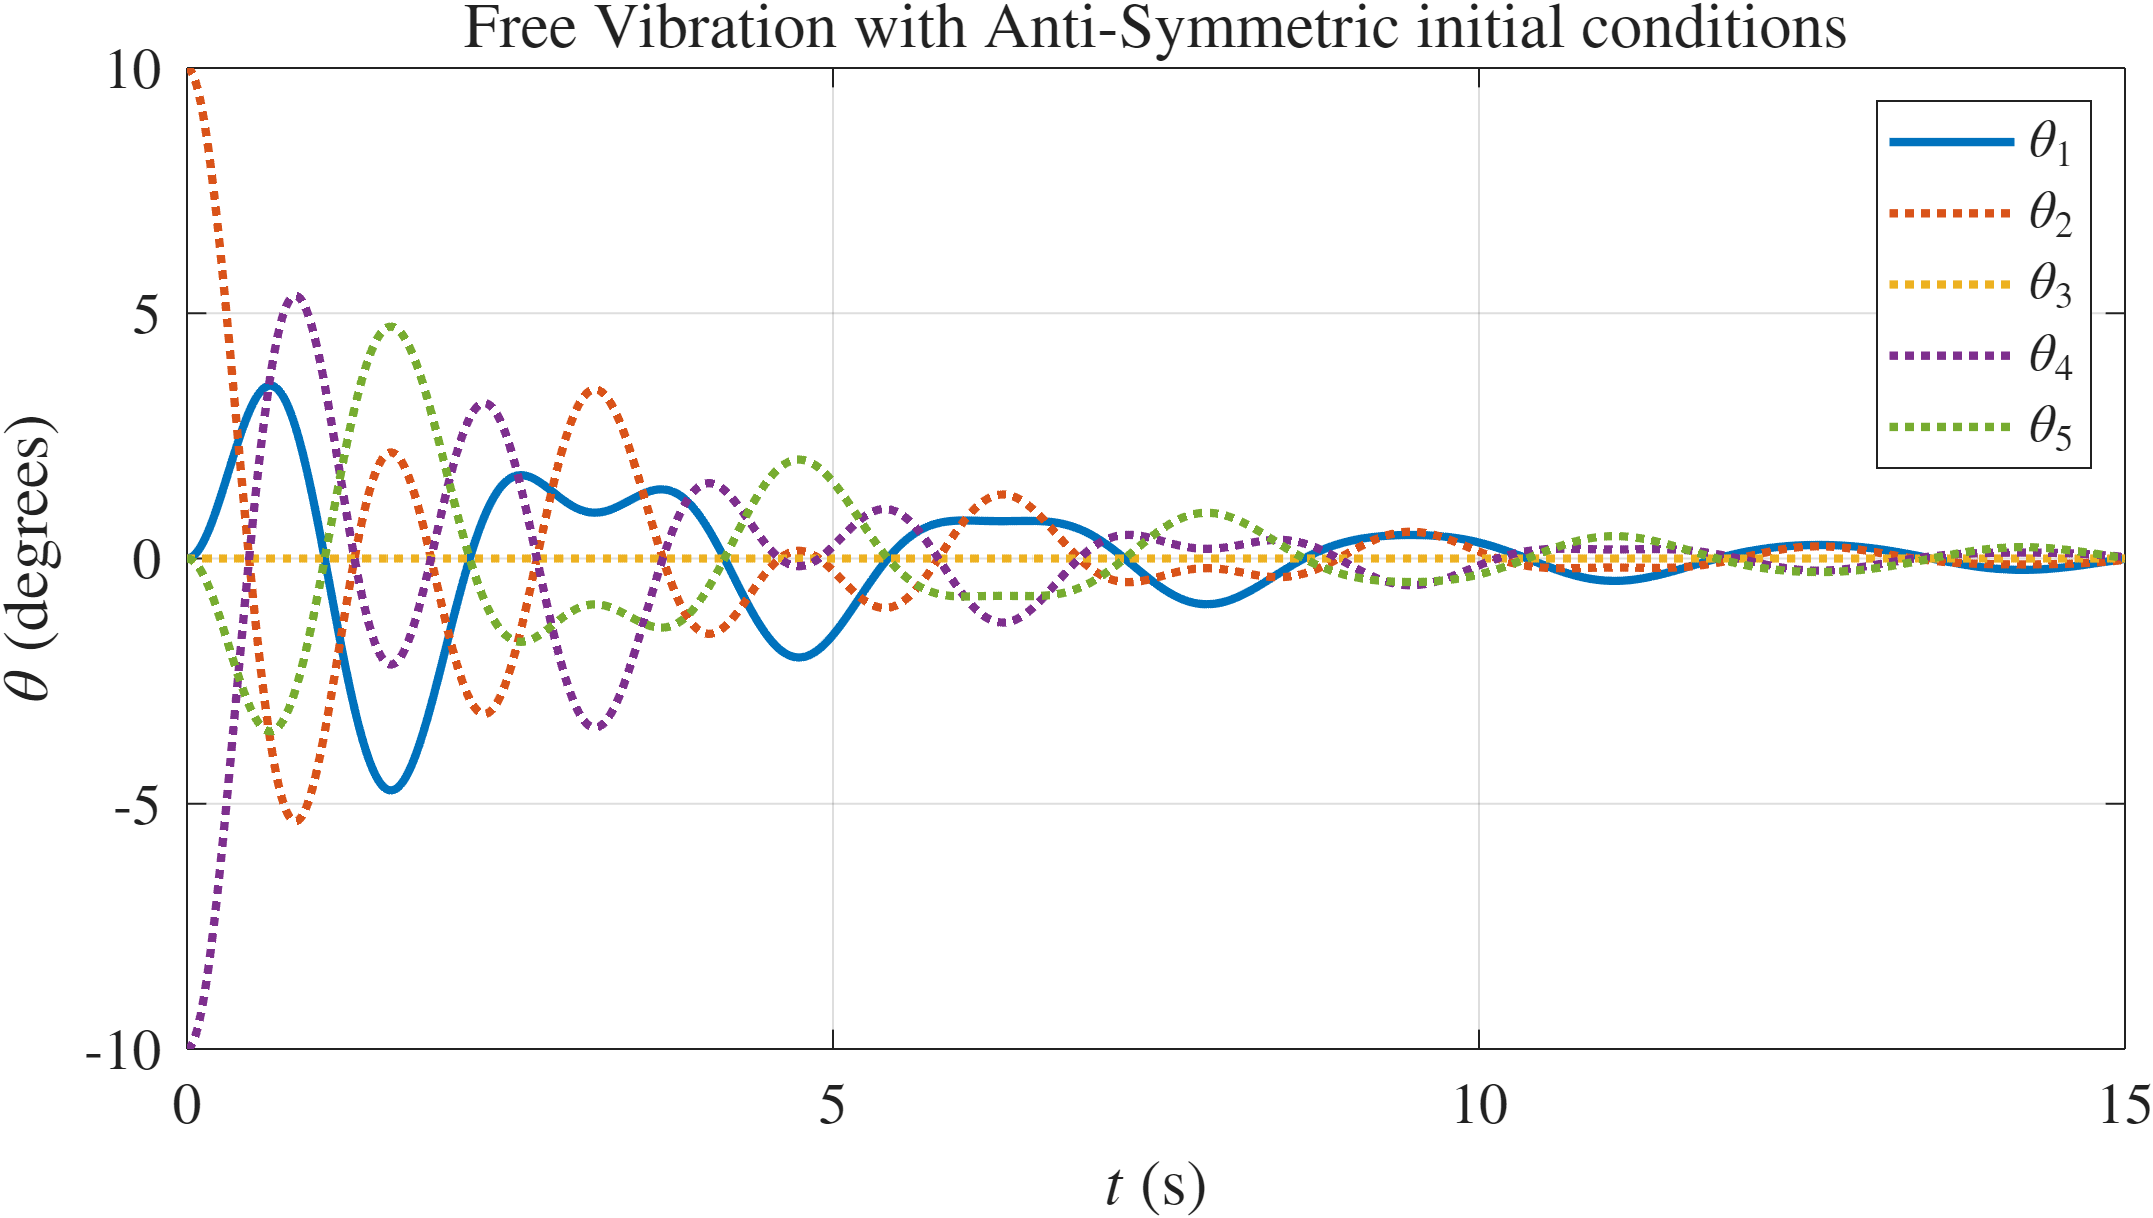 Free Vibration with Anti-Symmetric initial conditions
10
5
0
-5
-10
θ (degrees)
0 5 10 15
t (s)
θ1
θ2
θ3
θ4
θ5